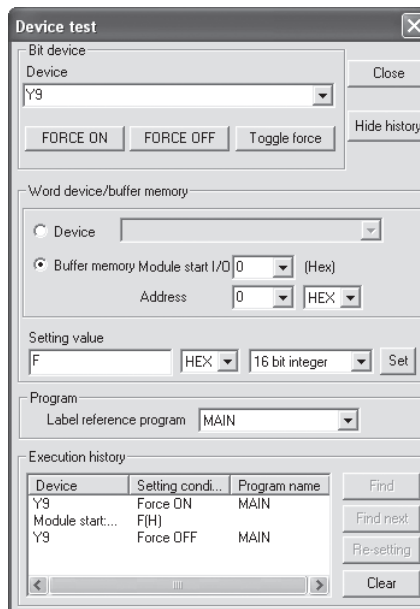 Device test
Bit device
Device
Y9
Close
FORCE ON FORCE OFF Toggle force
Hide history
Word device/buffer memory
Device
Buffer memory Module start I/O 0 (Hex)
Address 0 HEX
Setting value
F HEX 16 bit integer Set
Program
Label reference program MAIN
Execution history
Device Setting condi... Program name
Y9 Force ON MAIN
Module start:... F(H)
Y9 Force OFF MAIN
Find
Find next
Re-setting
Clear